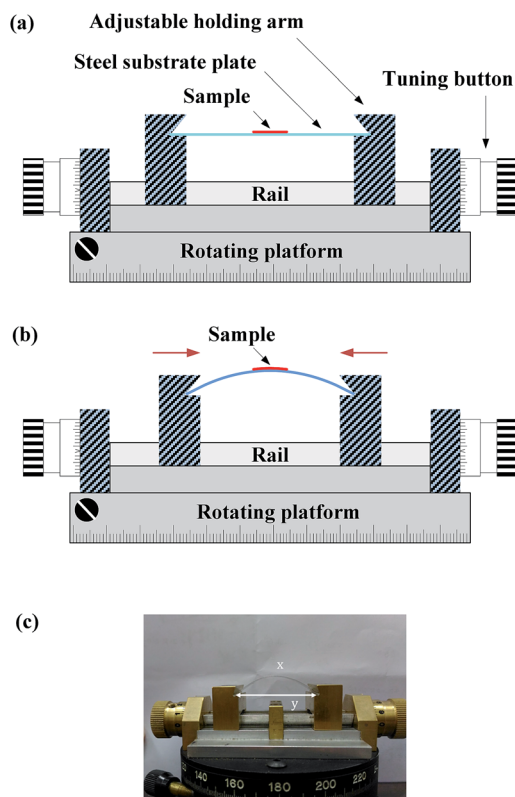 (a)
Adjustable holding arm
Steel substrate plate
Sample
Tuning button
Rail
Rotating platform
(b)
Sample
Rail
Rotating platform
(c)
x
y
140 160 180 200 220